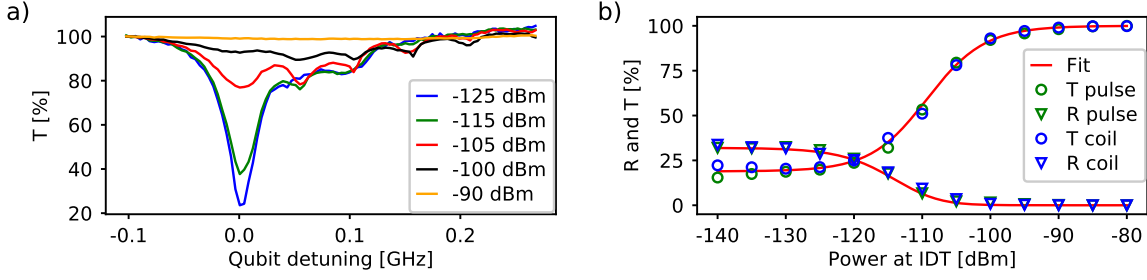 a)
100
80
60
40
20
T [%]
-0.1
0.0
0.1
0.2
Qubit detuning [GHz]
-125 dBm
-115 dBm
-105 dBm
-100 dBm
-90 dBm
b)
100
75
50
25
0
R and T [%]
-140
-130
-120
-110
-100
-90
-80
Power at IDT [dBm]
Fit
T pulse
R pulse
T coil
R coil